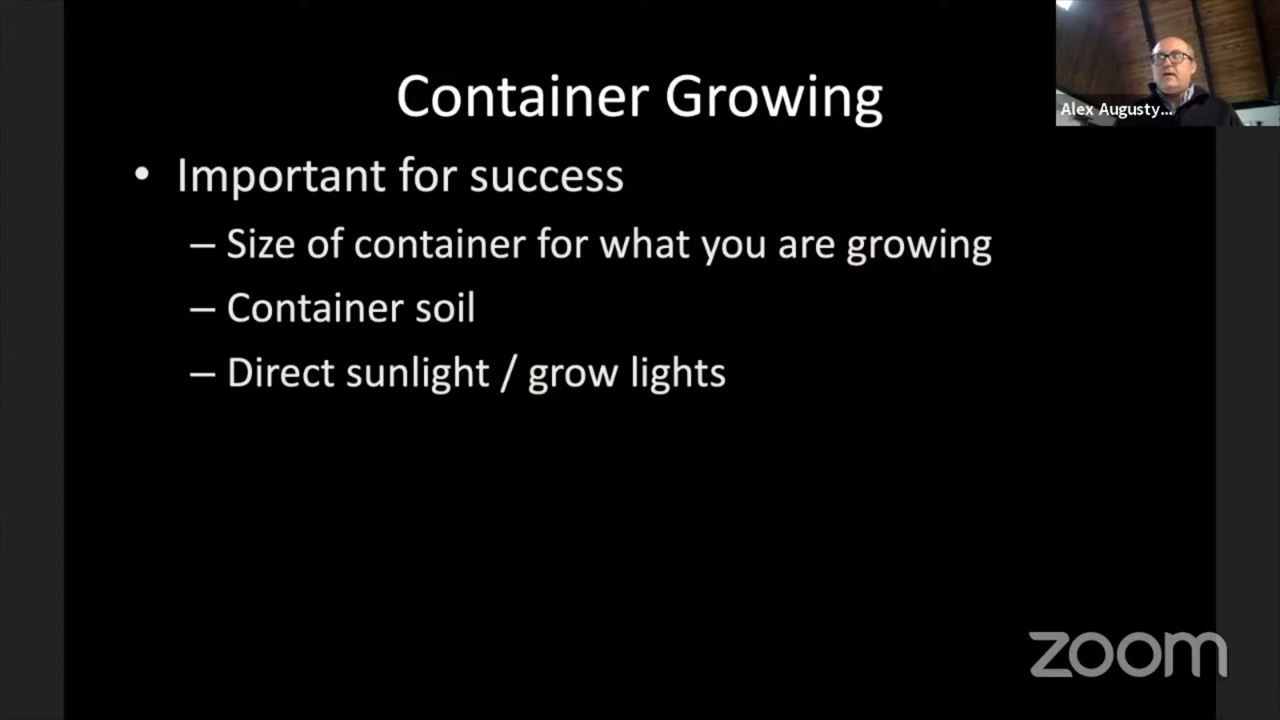 Container Growing
Alex Augusty...
• Important for success
– Size of container for what you are growing
– Container soil
– Direct sunlight / grow lights
zoom